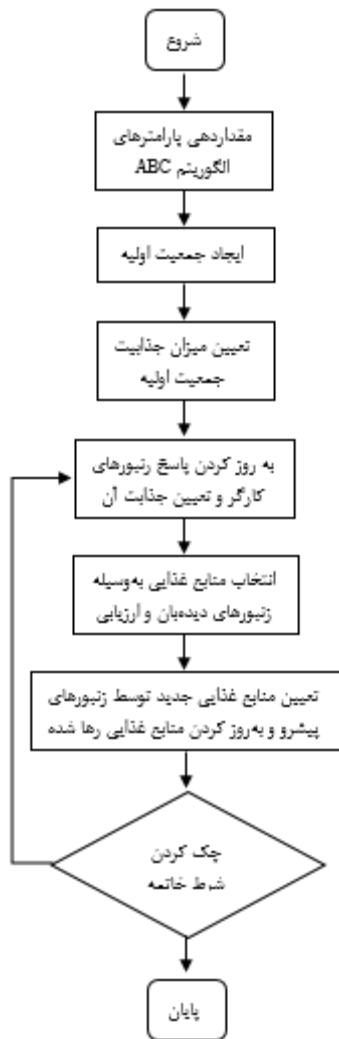 شروع
مقداردهی پارامترهای
الگوریتم ABC
ایجاد جمعیت اولیه
تعیین میزان جذابیت
جمعیت اولیه
به روز کردن پاسخ زنبورهای
کارگر و تعیین جذابت آن
انتخاب منابع غذایی به‌وسیله
زنبورهای دیده‌بان و ارزیابی
تعیین منابع غذایی جدید توسط زنبورهای
پیشرو و به‌روز کردن منابع غذایی رها شده
چک کردن
شرط خاتمه
پایان